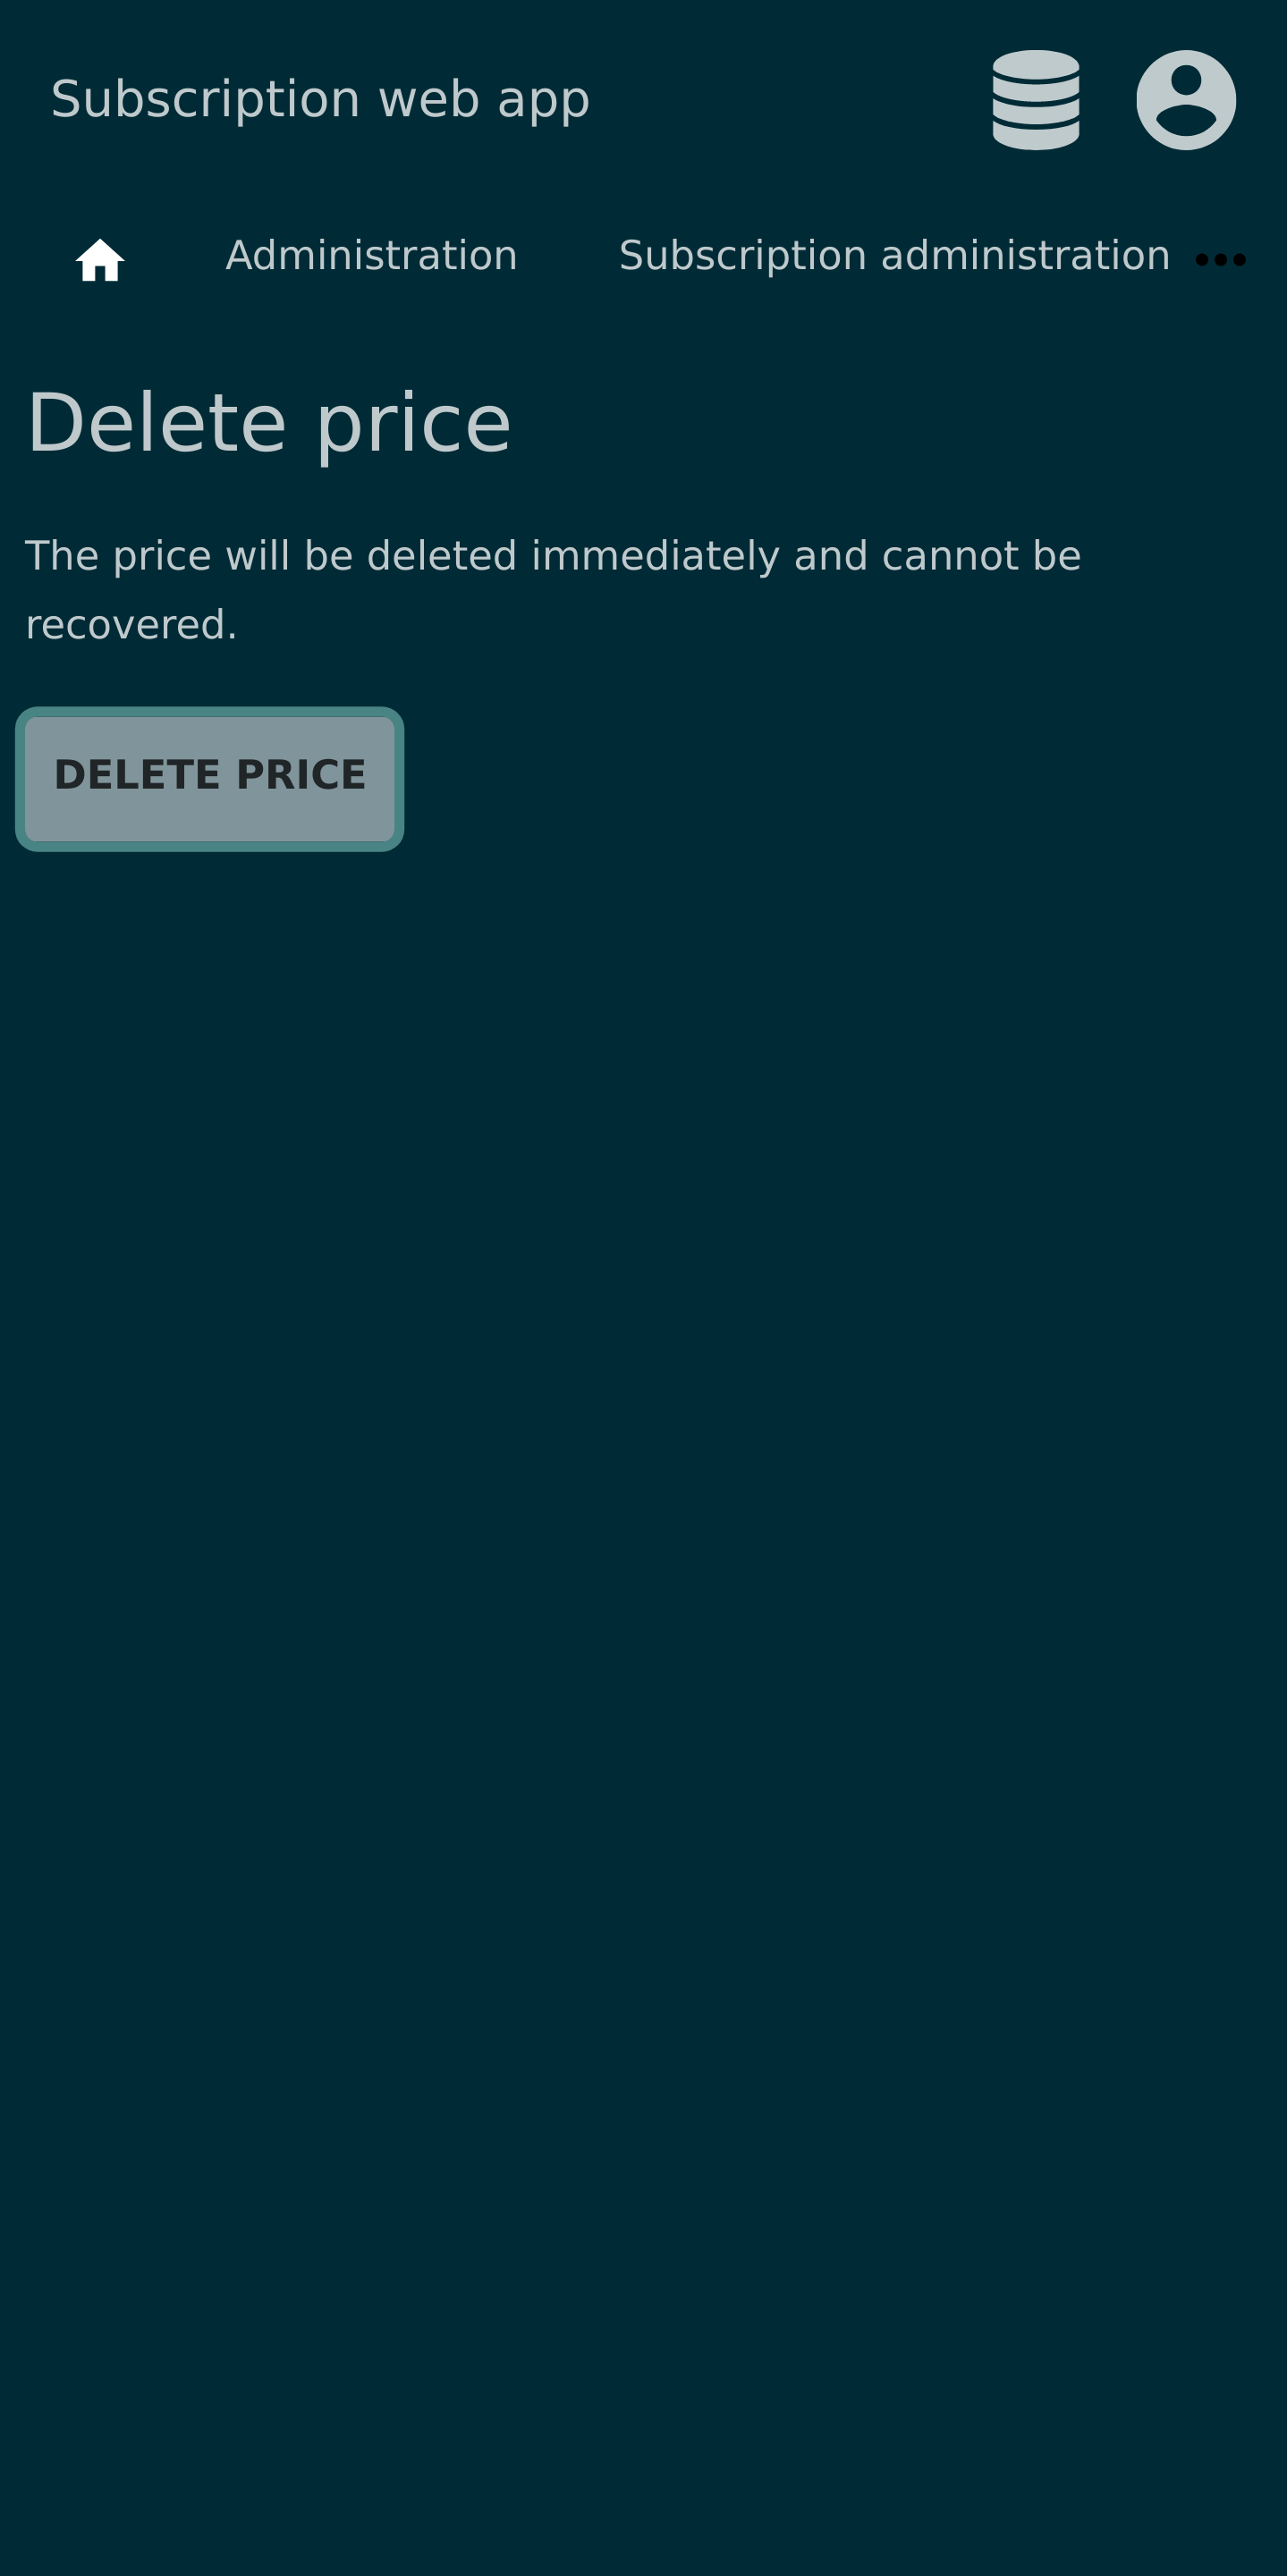 Subscription web app
Administration Subscription administration
Delete price
The price will be deleted immediately and cannot be
recovered.
DELETE PRICE